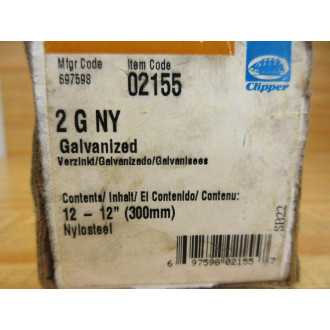 Mfgr Code
697598
Item Code
02155
Clipper
2 G NY
Galvanized
Verzinkt/Galvanizado/Galvanisees
Contents/ Inhalt/ El Contenido/ Contenu:
12 - 12" (300mm)
Nylosteel
SB22
6 97598 02155 7